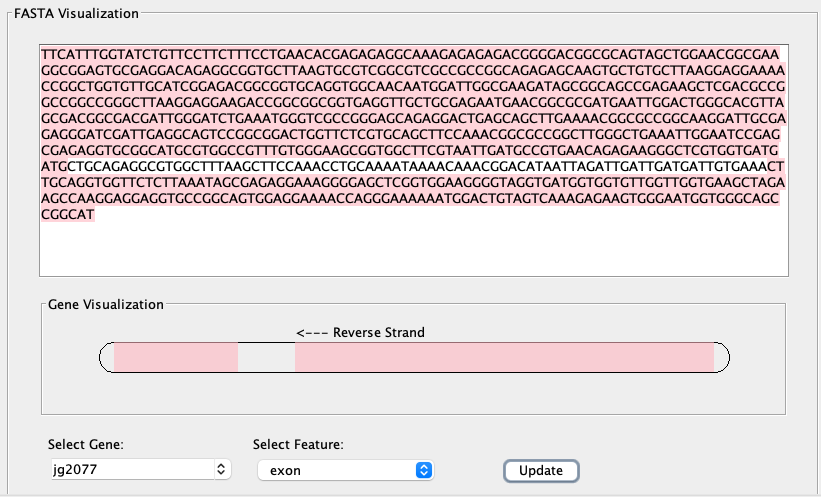 FASTA Visualization
TTCATTTGGTATCTGTTCCTTCTTTCCTGAACACGAGAGAGGCAAAGAGAGAGACGGGGACGGCGCAGTAGCTGGAACGGCGAA
GGCGGAGTGCGAGGACAGAGGCGGTGCTTAAGTGCGTCGGCGTCGCCGCCGGCAGAGAGCAAGTGCTGTGCTTAAGGAGGAAAA
CCGGCTGGTGTTGCATCGGAGACGGCGGTGCAGGTGGCAACAATGGATTGGCGAAGATAGCGGCAGCCGAGAAGCTCGACGCCG
GCCGGCCGGGCTTAAGGAGGAAGACCGGCGGCGGTGAGGTTGCTGCGAGAATGAACGGCGCGATGAATTGGACTGGGCACGTTA
GCGACGGCGACGATTGGGATCTGAAATGGGTCGCCGGGAGCAGAGGACTGAGCAGCTTGAAAACGGCGCCGGCAAGGATTGCGA
GAGGGATCGATTGAGGCAGTCCGGCGGACTGGTTCTCGTGCAGCTTCCAAACGGCGCCGGCTTGGGCTGAAATTGGAATCCGAG
CGAGAGGTGCGGCATGCGTGGCCGTTTGTGGGAAGCGGTGGCTTCGTAATTGATGCCGTGAACAGAGAAGGGCTCGTGGTGATG
ATGCTGCAGAGGCGTGGCTTTAAGCTTCCAAACCTGCAAAATAAAACAAACGGACATAATTAGATTGATTGATGATTGTGAAACT
TGCAGGTGGTTCTCTTAAATAGCGAGAGGAAAGGGGAGCTCGGTGGAAGGGGTAGGTGATGGTGGTGTTGGTTGGTGAAGCTAGA
AGCCAAGGAGGAGGTGCCGGCAGTGGAGGAAAACCAGGGAAAAAATGGACTGTAGTCAAAGAGAAGTGGGAATGGTGGGCAGC
CGGCAT
Gene Visualization
<--- Reverse Strand
Select Gene: Select Feature:
jg2077 exon Update